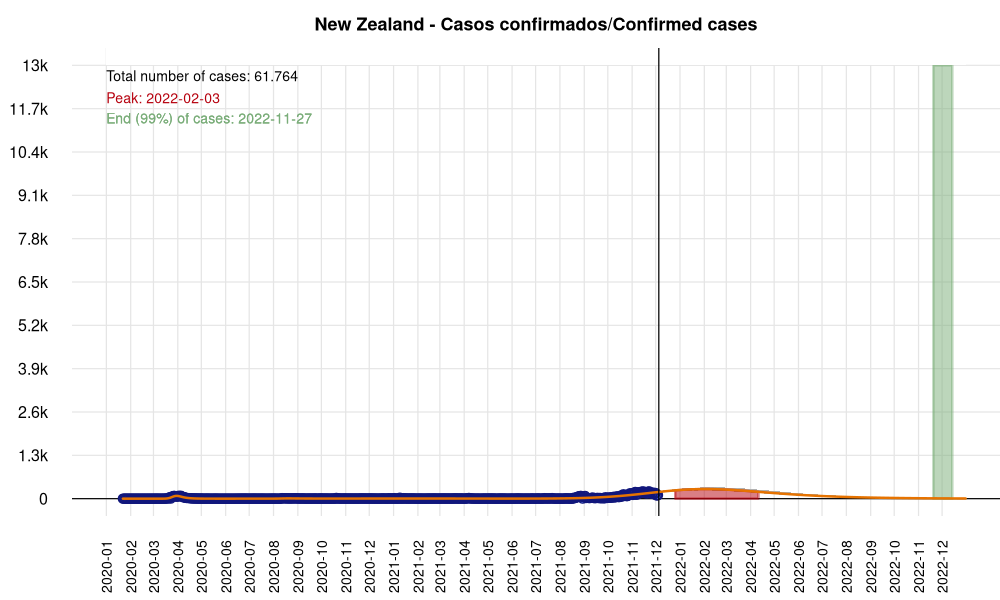 New Zealand - Casos confirmados/Confirmed cases
Total number of cases: 61.764
Peak: 2022-02-03
End (99%) of cases: 2022-11-27
13k
11.7k
10.4k
9.1k
7.8k
6.5k
5.2k
3.9k
2.6k
1.3k
0
2020-01
2020-02
2020-03
2020-04
2020-05
2020-06
2020-07
2020-08
2020-09
2020-10
2020-11
2020-12
2021-01
2021-02
2021-03
2021-04
2021-05
2021-06
2021-07
2021-08
2021-09
2021-10
2021-11
2021-12
2022-01
2022-02
2022-03
2022-04
2022-05
2022-06
2022-07
2022-08
2022-09
2022-10
2022-11
2022-12